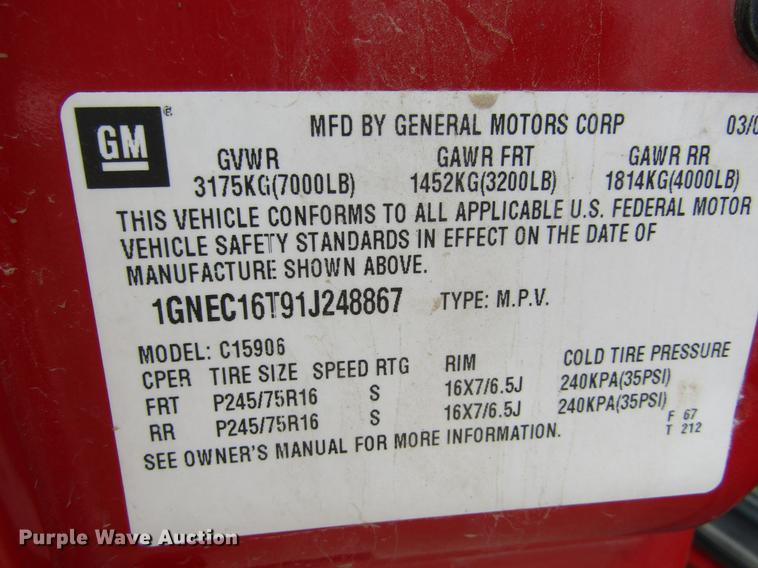 GM ®
MFD BY GENERAL MOTORS CORP 03/0
GVWR GAWR FRT GAWR RR
3175KG(7000LB) 1452KG(3200LB) 1814KG(4000LB)
THIS VEHICLE CONFORMS TO ALL APPLICABLE U.S. FEDERAL MOTOR
VEHICLE SAFETY STANDARDS IN EFFECT ON THE DATE OF
MANUFACTURE SHOWN ABOVE.
1GNEC16T91J248867 TYPE: M.P.V.
MODEL: C15906
CPER TIRE SIZE SPEED RTG RIM COLD TIRE PRESSURE
FRT P245/75R16 S 16X7/6.5J 240KPA(35PSI)
RR P245/75R16 S 16X7/6.5J 240KPA(35PSI)
F 67
T 212
SEE OWNER'S MANUAL FOR MORE INFORMATION.
Purple Wave Auction